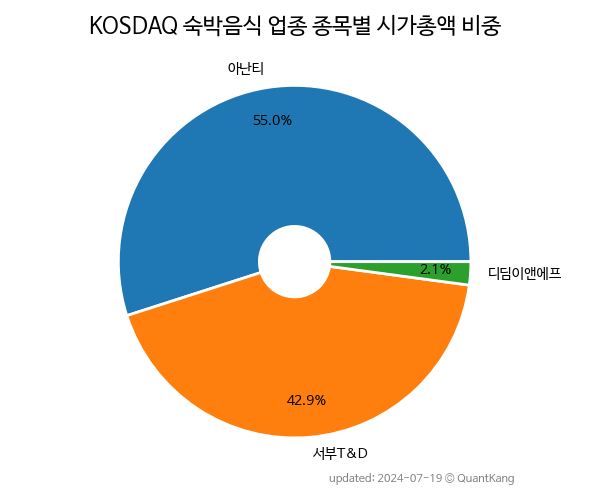 KOSDAQ 숙박음식 업종 종목별 시가총액 비중
아난티
55.0%
2.1%
디딤이앤에프
42.9%
서부T&D
updated: 2024-07-19 © QuantKang